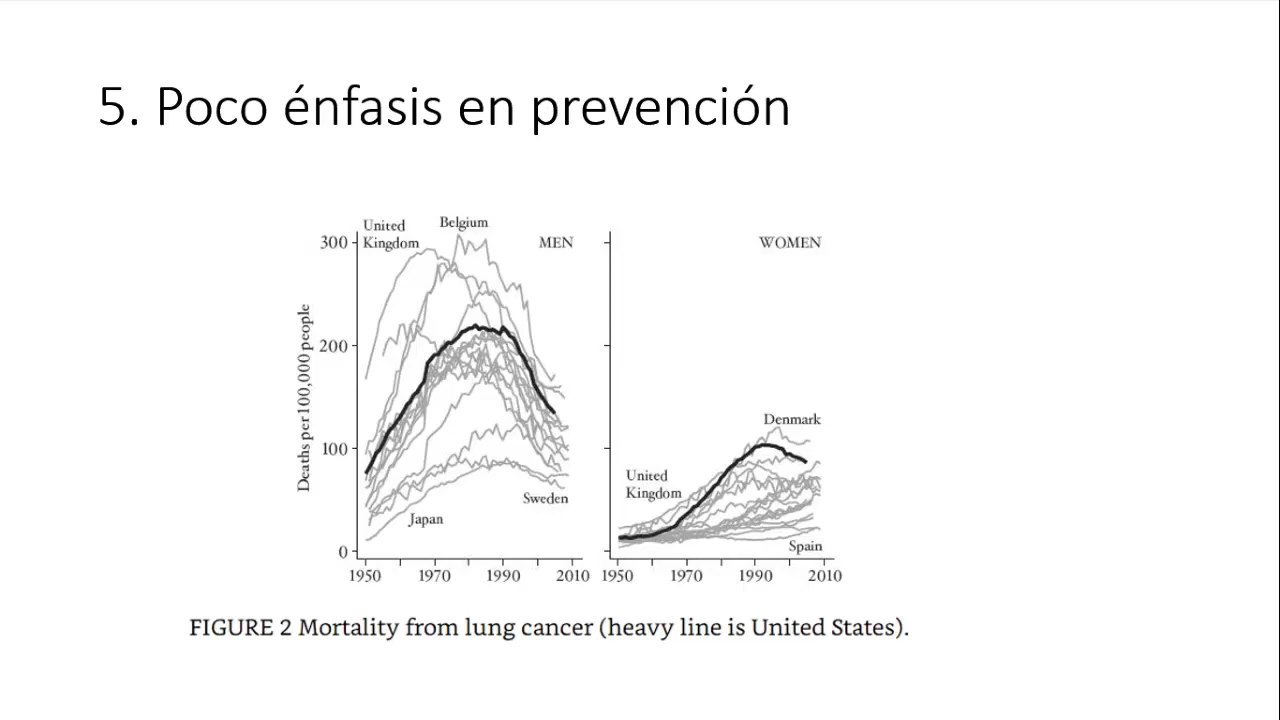 5. Poco énfasis en prevención
United
Kingdom
Belgium
MEN
WOMEN
300
200
100
0
Deaths per 100,000 people
Denmark
United
Kingdom
Sweden
Japan
Spain
1950 1970 1990 2010 1950 1970 1990 2010
FIGURE 2 Mortality from lung cancer (heavy line is United States).